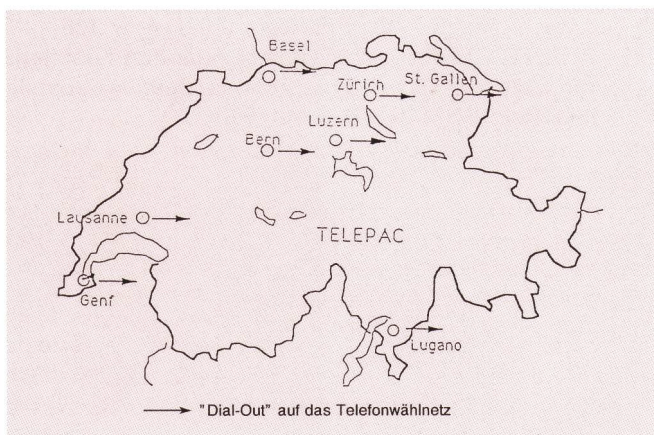 Basel
Zürich
St. Gallen
Luzern
Bern
Lausanne
TELEPAC
Genf
Lugano
"Dial-Out" auf das Telefonwählnetz